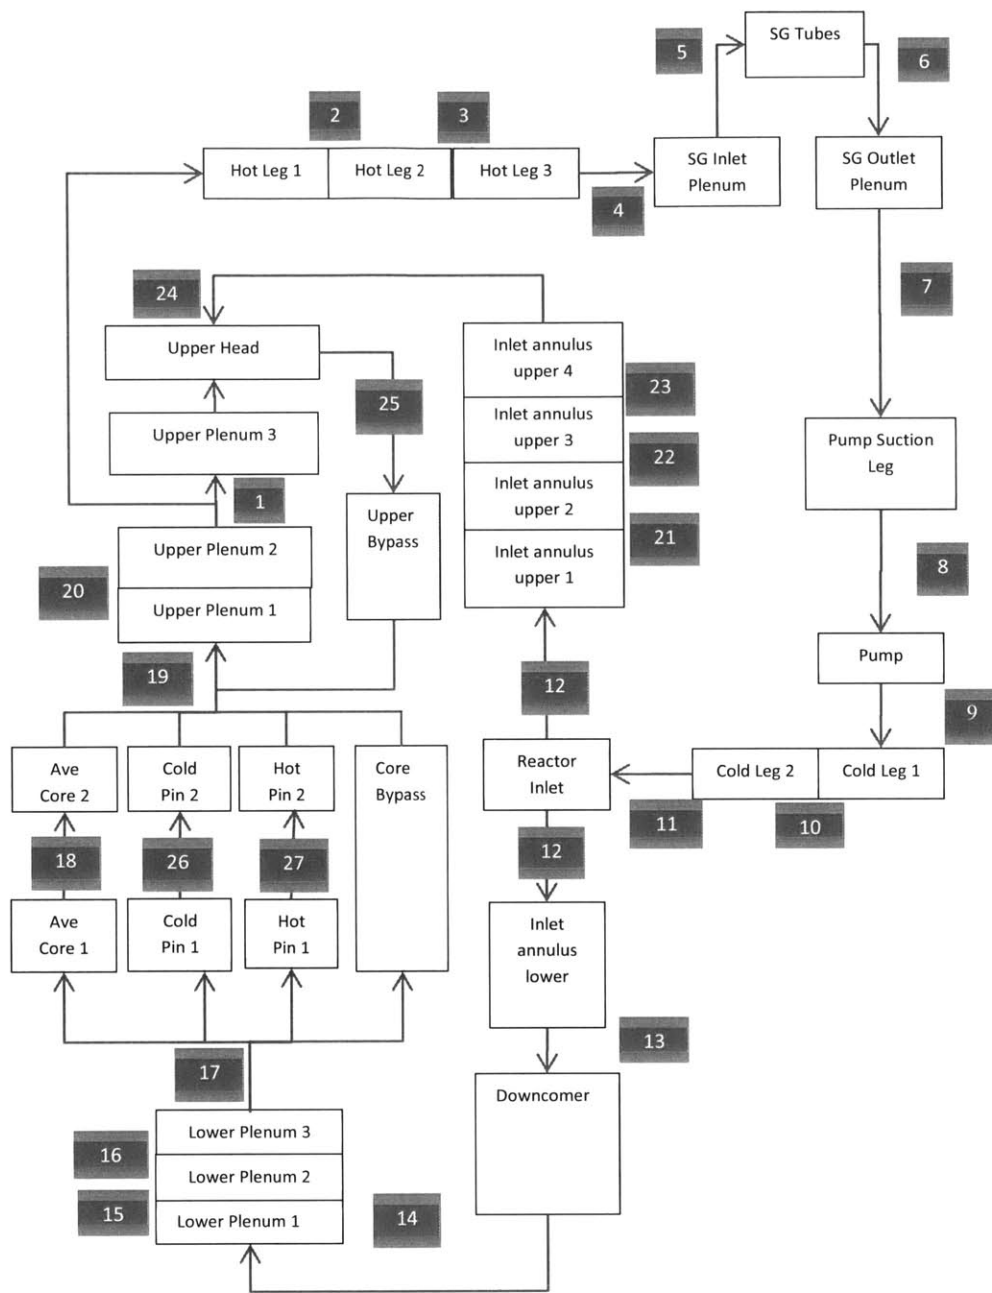 SG Tubes
5
6
2
3
Hot Leg 1
Hot Leg 2
Hot Leg 3
SG Inlet
Plenum
SG Outlet
Plenum
4
7
24
Upper Head
25
Upper Plenum 3
1
Upper Plenum 2
20
Upper Plenum 1
19
Upper
Bypass
Inlet annulus
upper 4
23
Inlet annulus
upper 3
22
Inlet annulus
upper 2
21
Inlet annulus
upper 1
Pump Suction
Leg
8
Pump
9
12
Reactor
Inlet
Cold Leg 2
Cold Leg 1
11
10
12
Ave
Core 2
Cold
Pin 2
Hot
Pin 2
Core
Bypass
18
26
27
Ave
Core 1
Cold
Pin 1
Hot
Pin 1
Inlet
annulus
lower
13
17
Downcomer
Lower Plenum 3
16
Lower Plenum 2
15
Lower Plenum 1
14